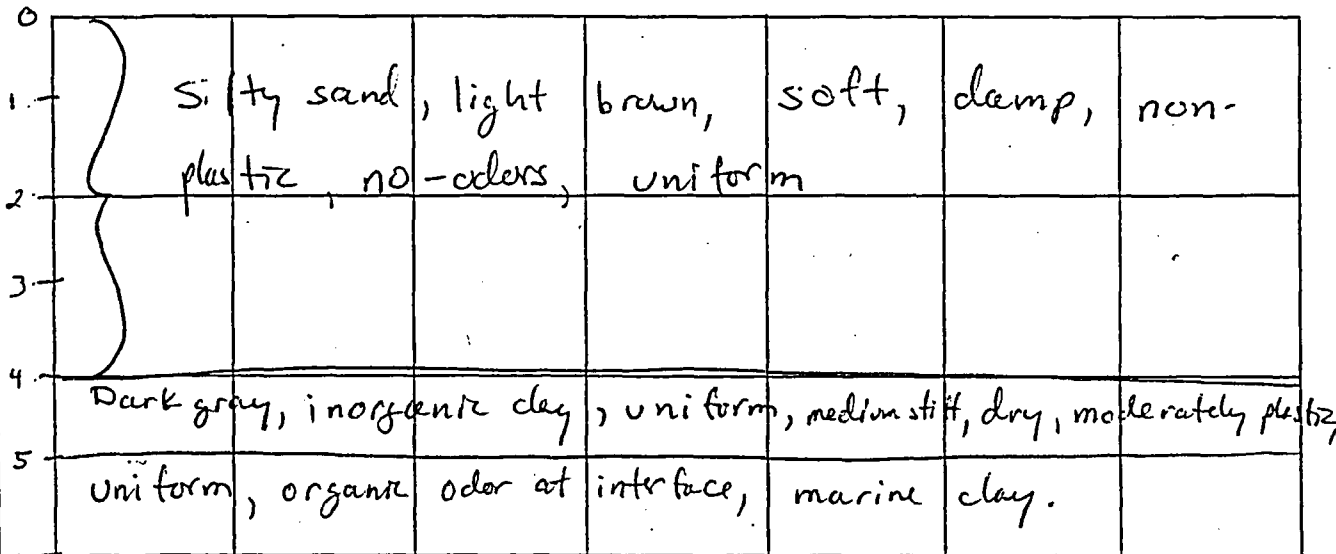 0
1. Silty sand, light brown, soft, damp, non-
plastic, no-odors, uniform
2.
3.
4.
Dark gray, inorganic clay, uniform, medium stiff, dry, moderately plastic,
5
uniform, organic odor at interface, marine clay.